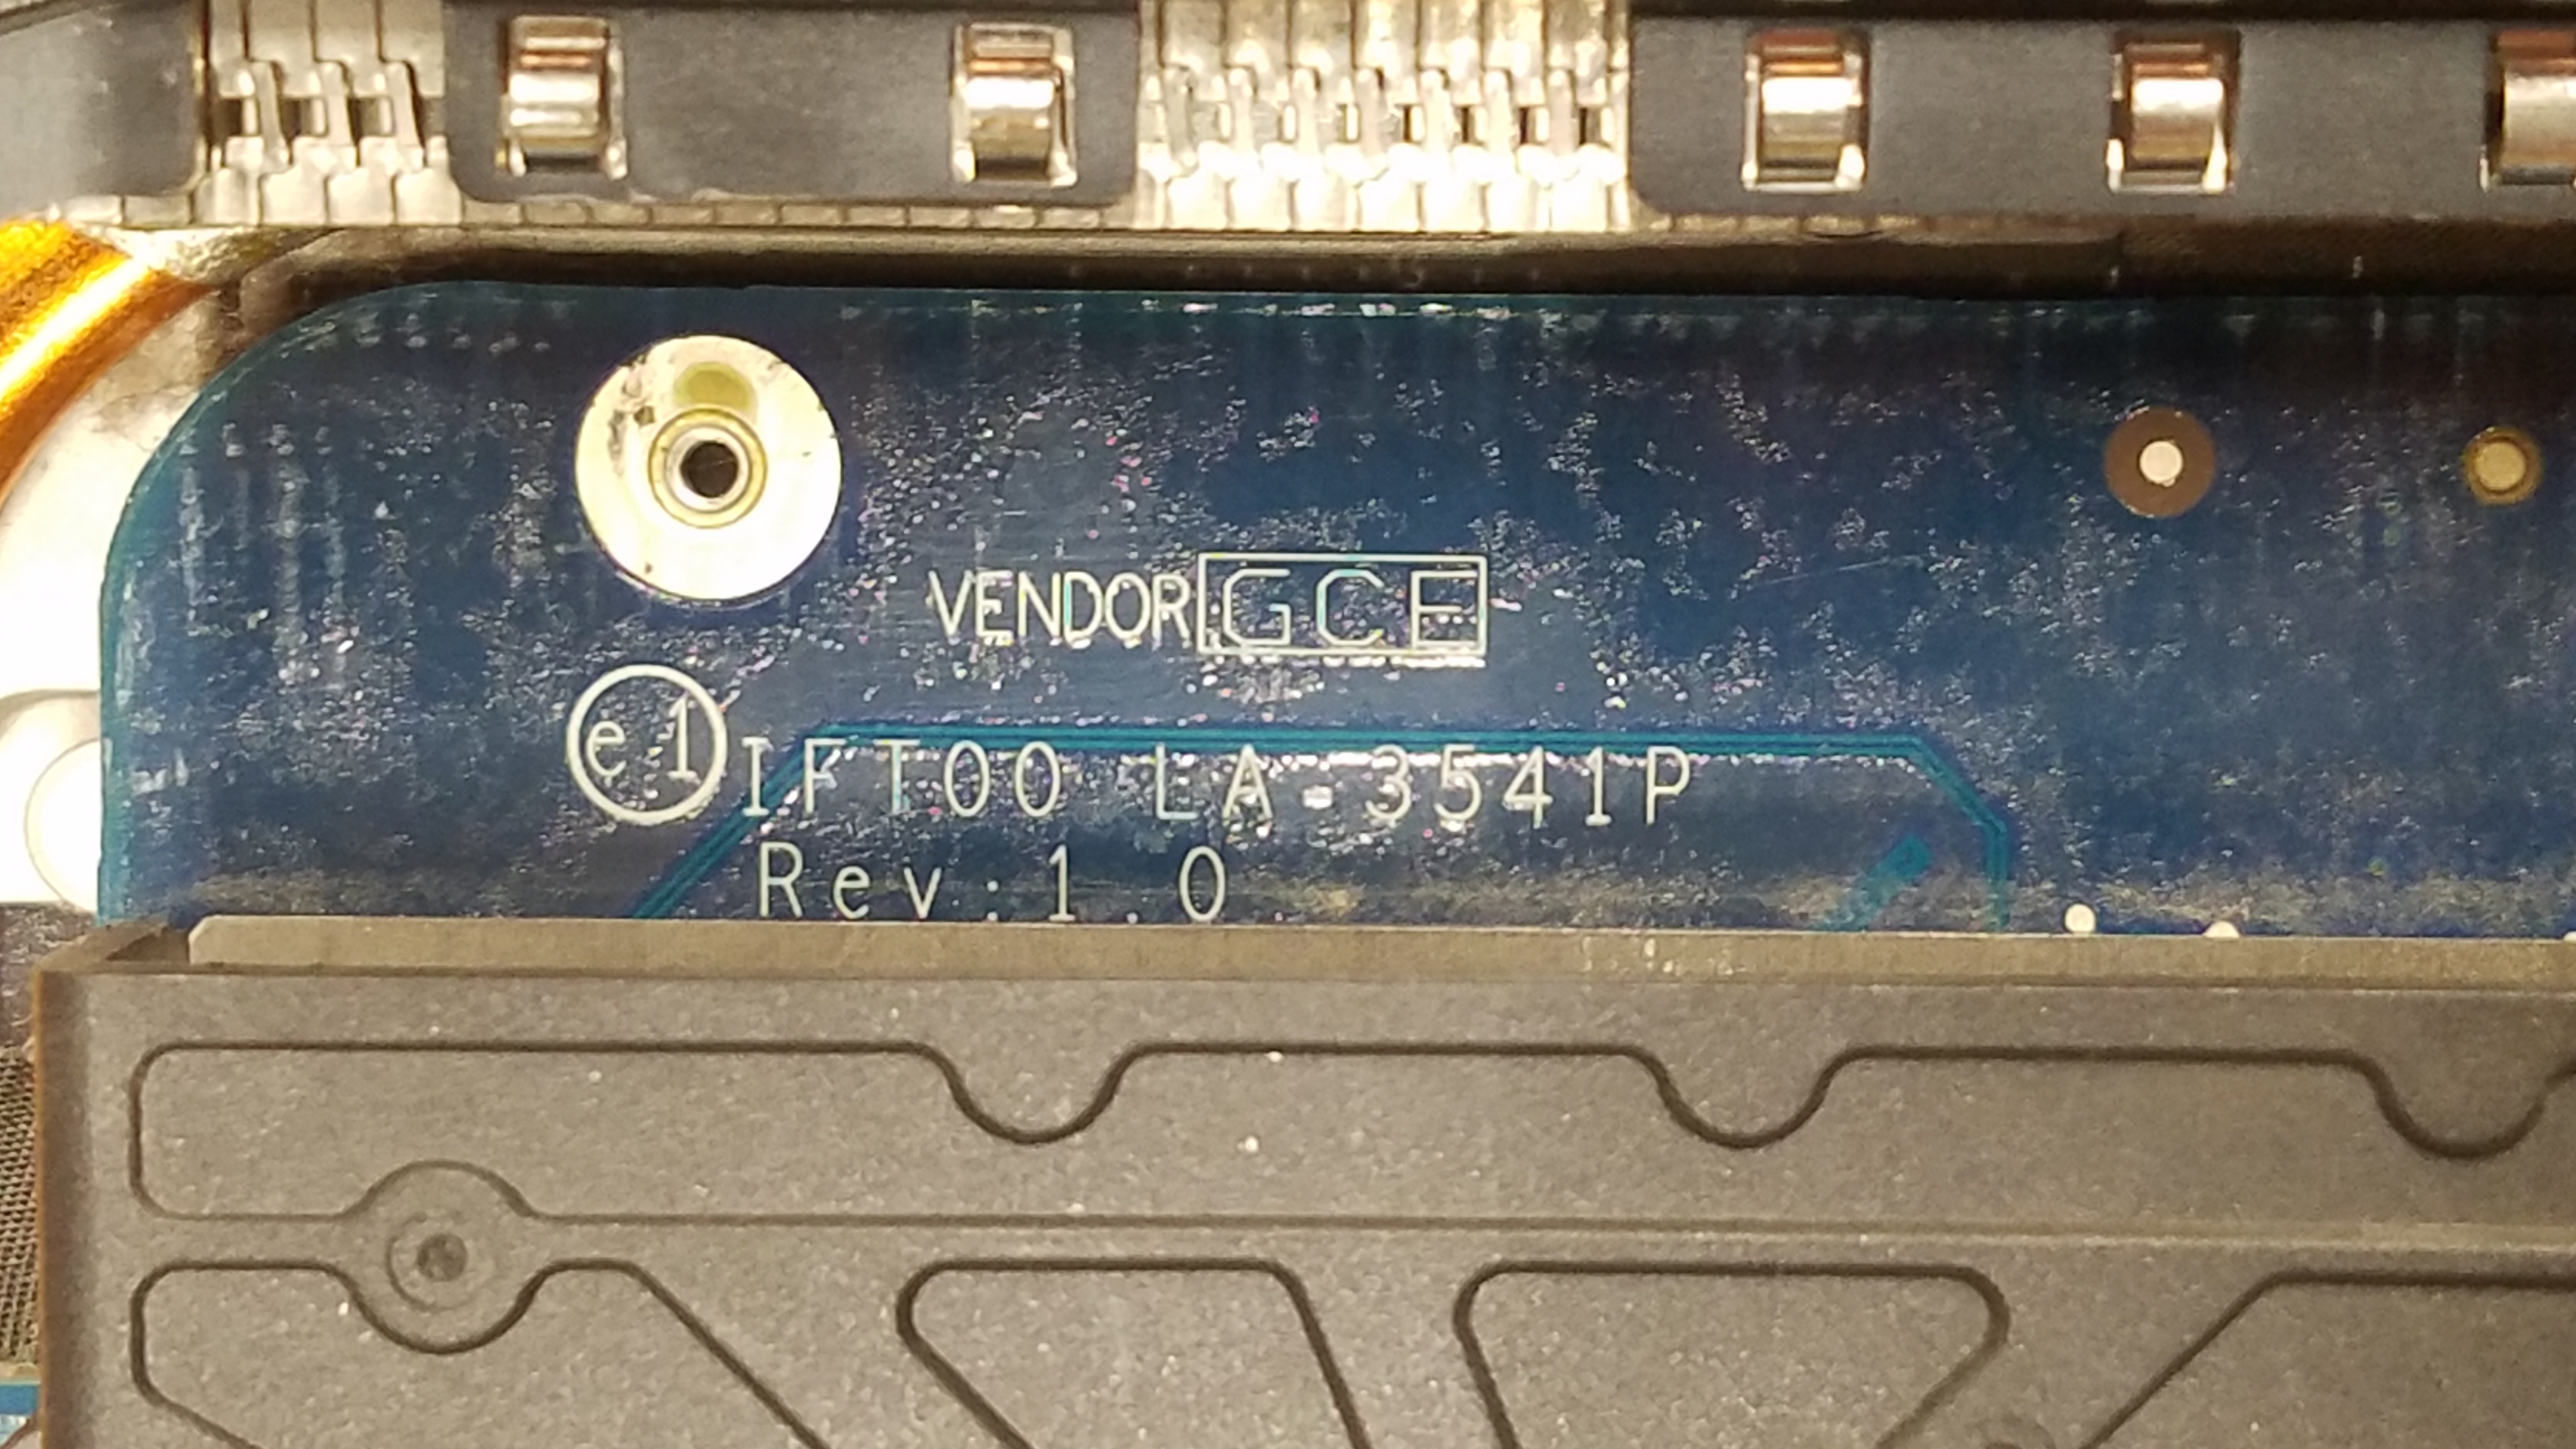 VENDOR GCE
e1
IFT00 LA-3541P
Rev:1.0